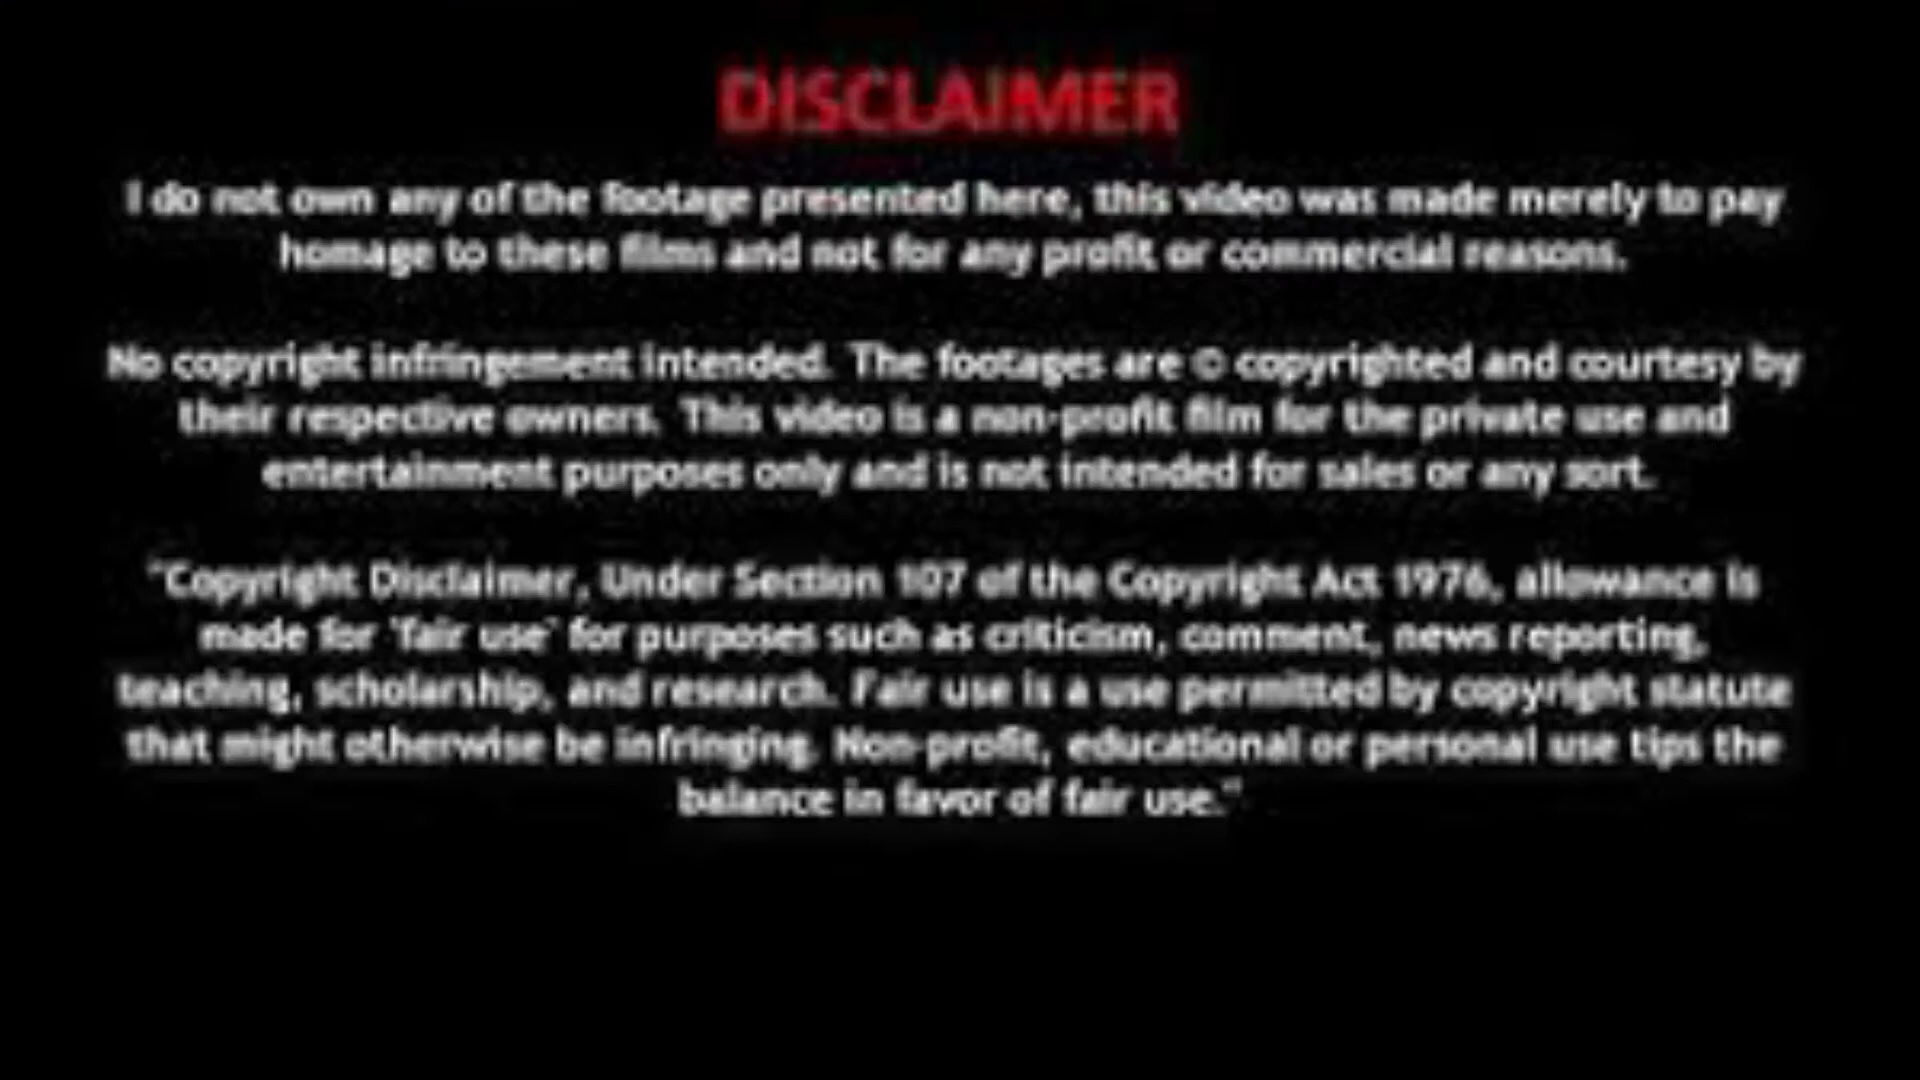 DISCLAIMER
I do not own any of the footage presented here, this video was made merely to pay
homage to these films and not for any profit or commercial reasons.
No copyright infringement intended. The footages are © copyrighted and courtesy by
their respective owners. This video is a non-profit film for the private use and
entertainment purposes only and is not intended for sales or any sort.
"Copyright Disclaimer, Under Section 107 of the Copyright Act 1976, allowance is
made for 'fair use' for purposes such as criticism, comment, news reporting,
teaching, scholarship, and research. Fair use is a use permitted by copyright statute
that might otherwise be infringing. Non-profit, educational or personal use tips the
balance in favor of fair use."